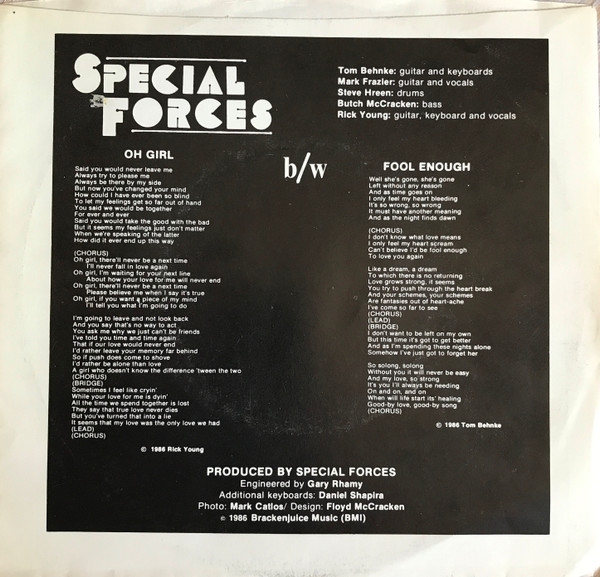 SPECIAL
FORCES
Tom Behnke: guitar and keyboards
Mark Frazier: guitar and vocals
Steve Hreen: drums
Butch McCracken: bass
Rick Young: guitar, keyboard and vocals
OH GIRL
Said you would never leave me
Always try to please me
Always be there by my side
But now you've changed your mind
How could I have ever been so blind
To let my feelings get so far out of hand
You said we would be together
For ever and ever
Said you would take the good with the bad
But it seems my feelings just don't matter
When we're speaking of the latter
How did it ever end up this way
(CHORUS)
Oh girl, there'll never be a next time
I'll never fall in love again
Oh girl, I'm waiting for your next line
About how your love for me will never end
Oh girl, there'll never be a next time
Please believe me when I say it's true
Oh girl, if you want a piece of my mind
I'll tell you what I'm going to do
I'm going to leave and not look back
And you say that's no way to act
You ask me why we just can't be friends
I've told you time and time again
That if our love would never end
I'd rather leave your memory far behind
So if push does come to shove
I'd rather be alone than love
A girl who doesn't know the difference 'tween the two
(CHORUS)
(BRIDGE)
Sometimes I feel like cryin'
While your love for me is dyin'
All the time we spend together is lost
They say that true love never dies
But you've turned that into a lie
It seems that my love was the only love we had
(LEAD)
(CHORUS)
© 1986 Rick Young
b/w
FOOL ENOUGH
Well she's gone, she's gone
Left without any reason
And as time goes on
I only feel my heart bleeding
It's so wrong, so wrong
It must have another meaning
And as the night finds dawn
(CHORUS)
I don't know what love means
I only feel my heart scream
Can't believe I'd be fool enough
To love you again
Like a dream, a dream
To which there is no returning
Love grows strong, it seems
You try to push through the heart break
And your schemes, your schemes
Are fantasies out of heart-ache
I've come so far to see
(CHORUS)
(LEAD)
(BRIDGE)
I don't want to be left on my own
But this time it's got to get better
And as I'm spending these nights alone
Somehow I've just got to forget her
So solong, solong
Without you it will never be easy
And my love, so strong
It's you I'll always be needing
On and on, and on
When will life start its' healing
Good-by love, good-by song
(CHORUS)
© 1986 Tom Behnke
PRODUCED BY SPECIAL FORCES
Engineered by Gary Rhamy
Additional keyboards: Daniel Shapira
Photo: Mark Catlos/ Design: Floyd McCracken
© 1986 Brackenjuice Music (BMI)